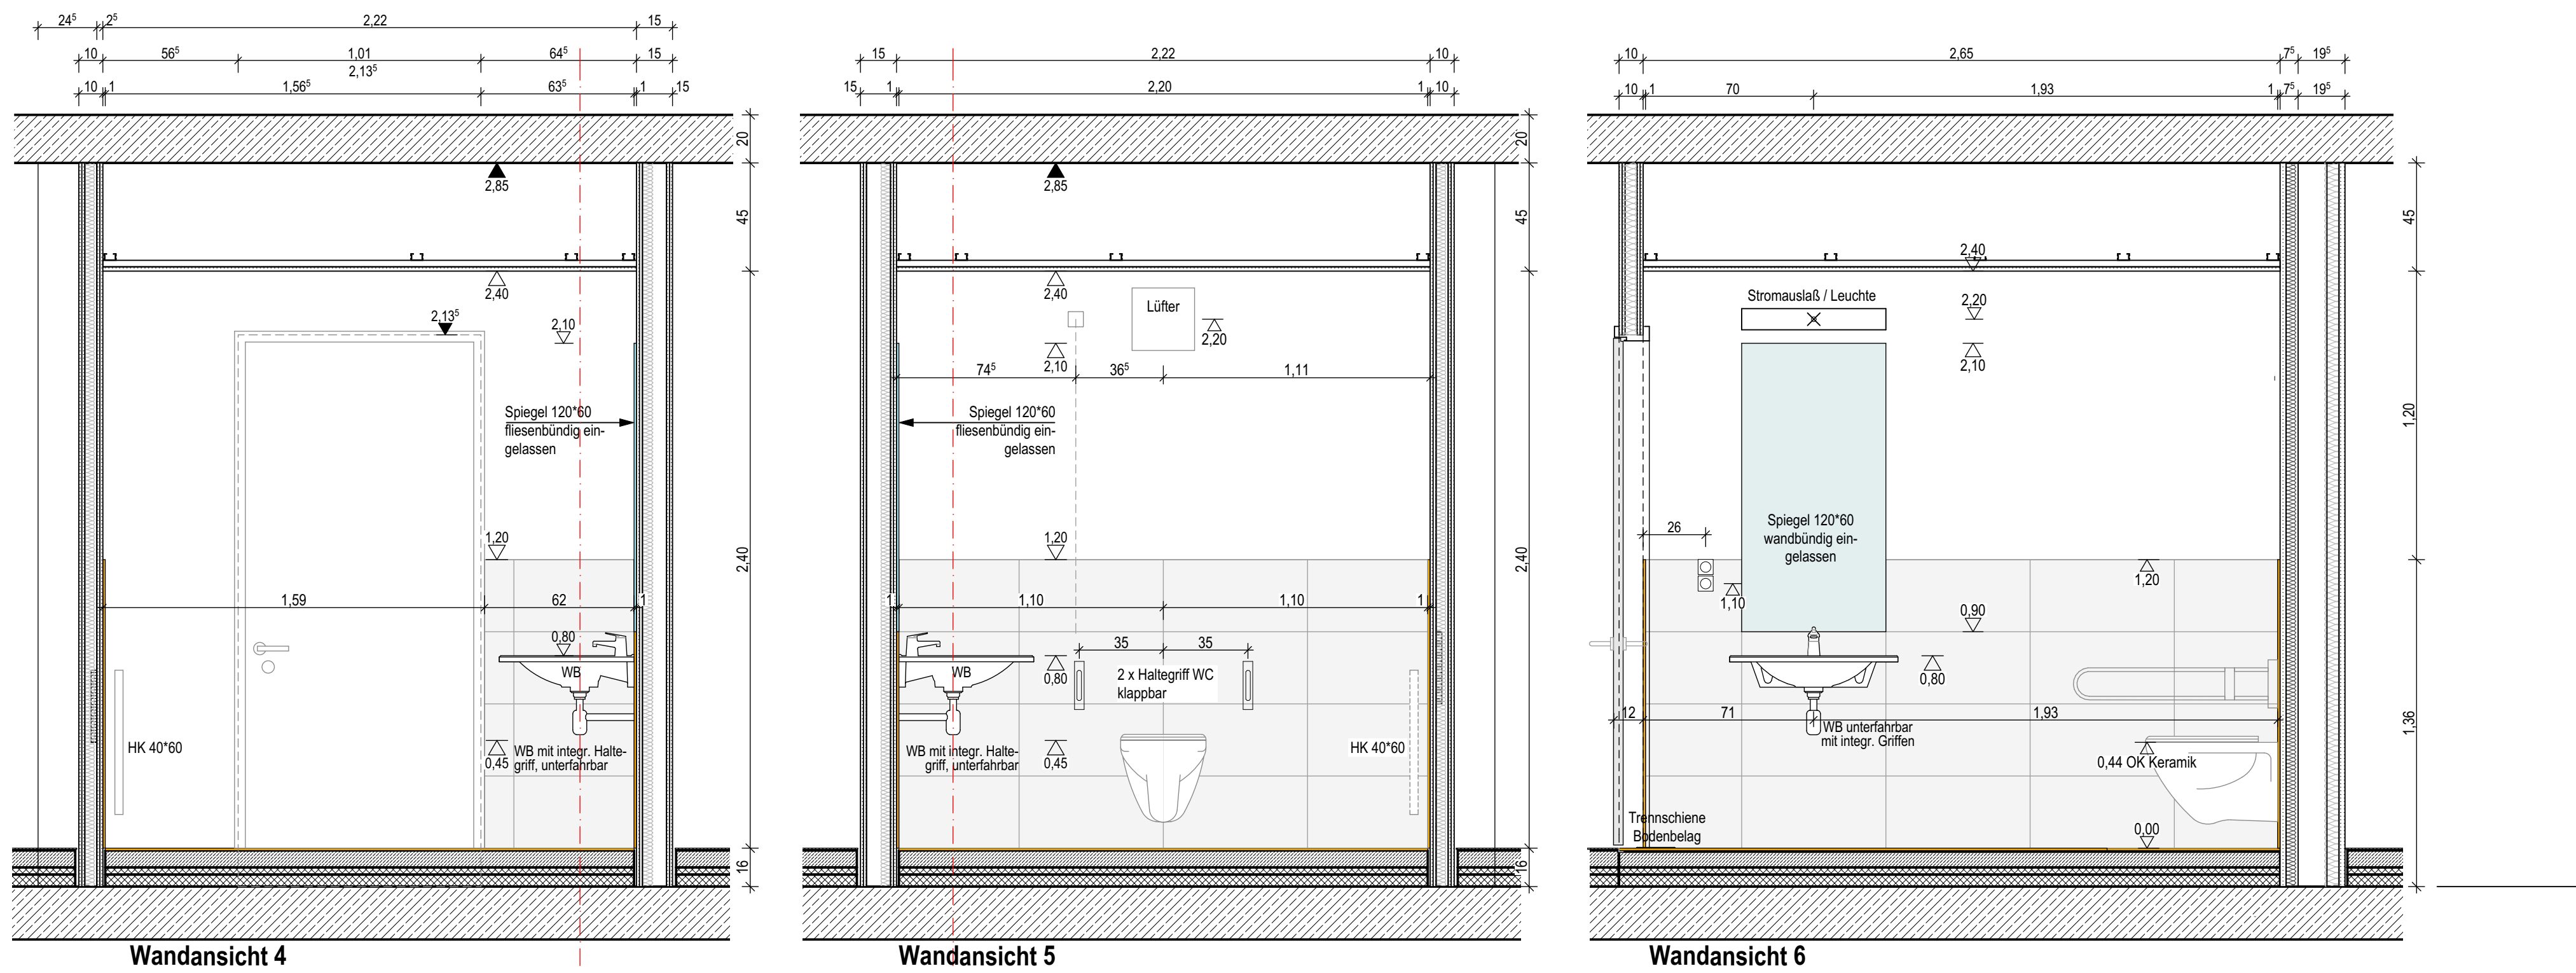 24⁵ 2⁵ 2,22 15
10 56⁵ 1,01 64⁵ 15
2,13⁵
10 1 1,56⁵ 63⁵ 1 15
20
2,85
45
2,40
2,13⁵
2,10
Spiegel 120*60
fliesenbündig ein-
gelassen
1,20
2,40
1,59 62 1
0,80
WB
HK 40*60
0,45
WB mit integr. Halte-
griff, unterfahrbar
16
Wandansicht 4
15 2,22 10
15 1 2,20 1 10
20
2,85
45
2,40
Lüfter
2,20
2,10
74⁵ 36⁵ 1,11
Spiegel 120*60
fliesenbündig ein-
gelassen
1,20
2,40
1 1,10 1,10 1
35 35
WB
0,80
2 x Haltegriff WC
klappbar
WB mit integr. Halte-
griff, unterfahrbar
0,45
HK 40*60
16
Wandansicht 5
10 2,65 7⁵ 19⁵
10 1 70 1,93 1 7⁵ 19⁵
45
2,40
Stromauslaß / Leuchte
2,20
2,10
1,20
Spiegel 120*60
wandbündig ein-
gelassen
26
1,10
1,20
0,90
0,80
12 71 1,93
WB unterfahrbar
mit integr. Griffen
1,36
0,44 OK Keramik
Trennschiene
Bodenbelag
0,00
Wandansicht 6